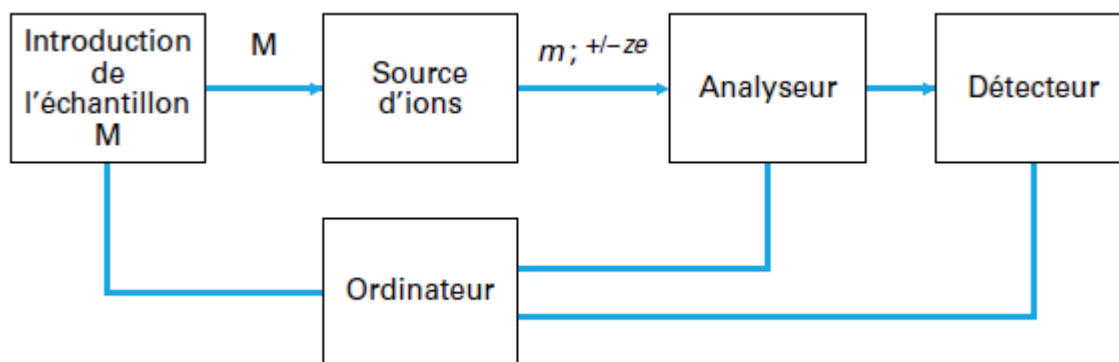 Introduction
de
l'échantillon
M
M
Source
d'ions
m ; +/–ze
Analyseur
Détecteur
Ordinateur